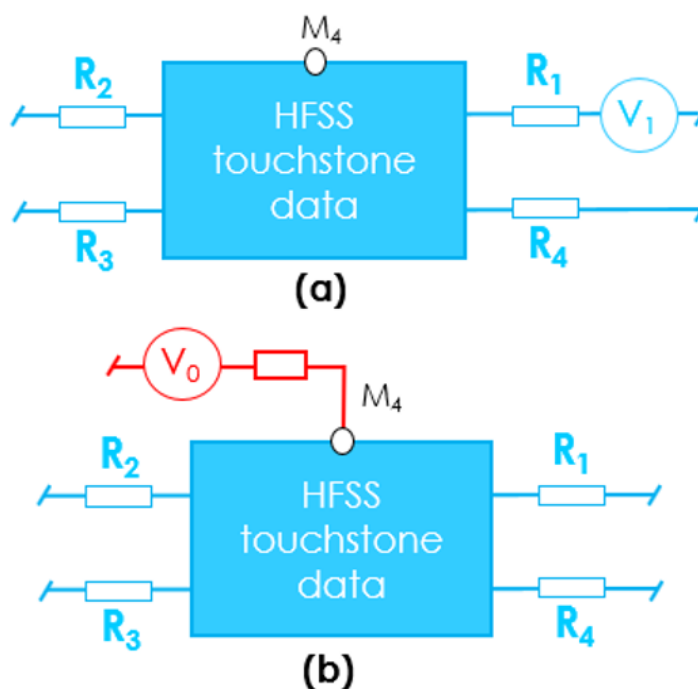 M₄
R₂
R₁
V₁
HFSS
touchstone
data
R₃
R₄
(a)
V₀
M₄
R₂
R₁
HFSS
touchstone
data
R₃
R₄
(b)